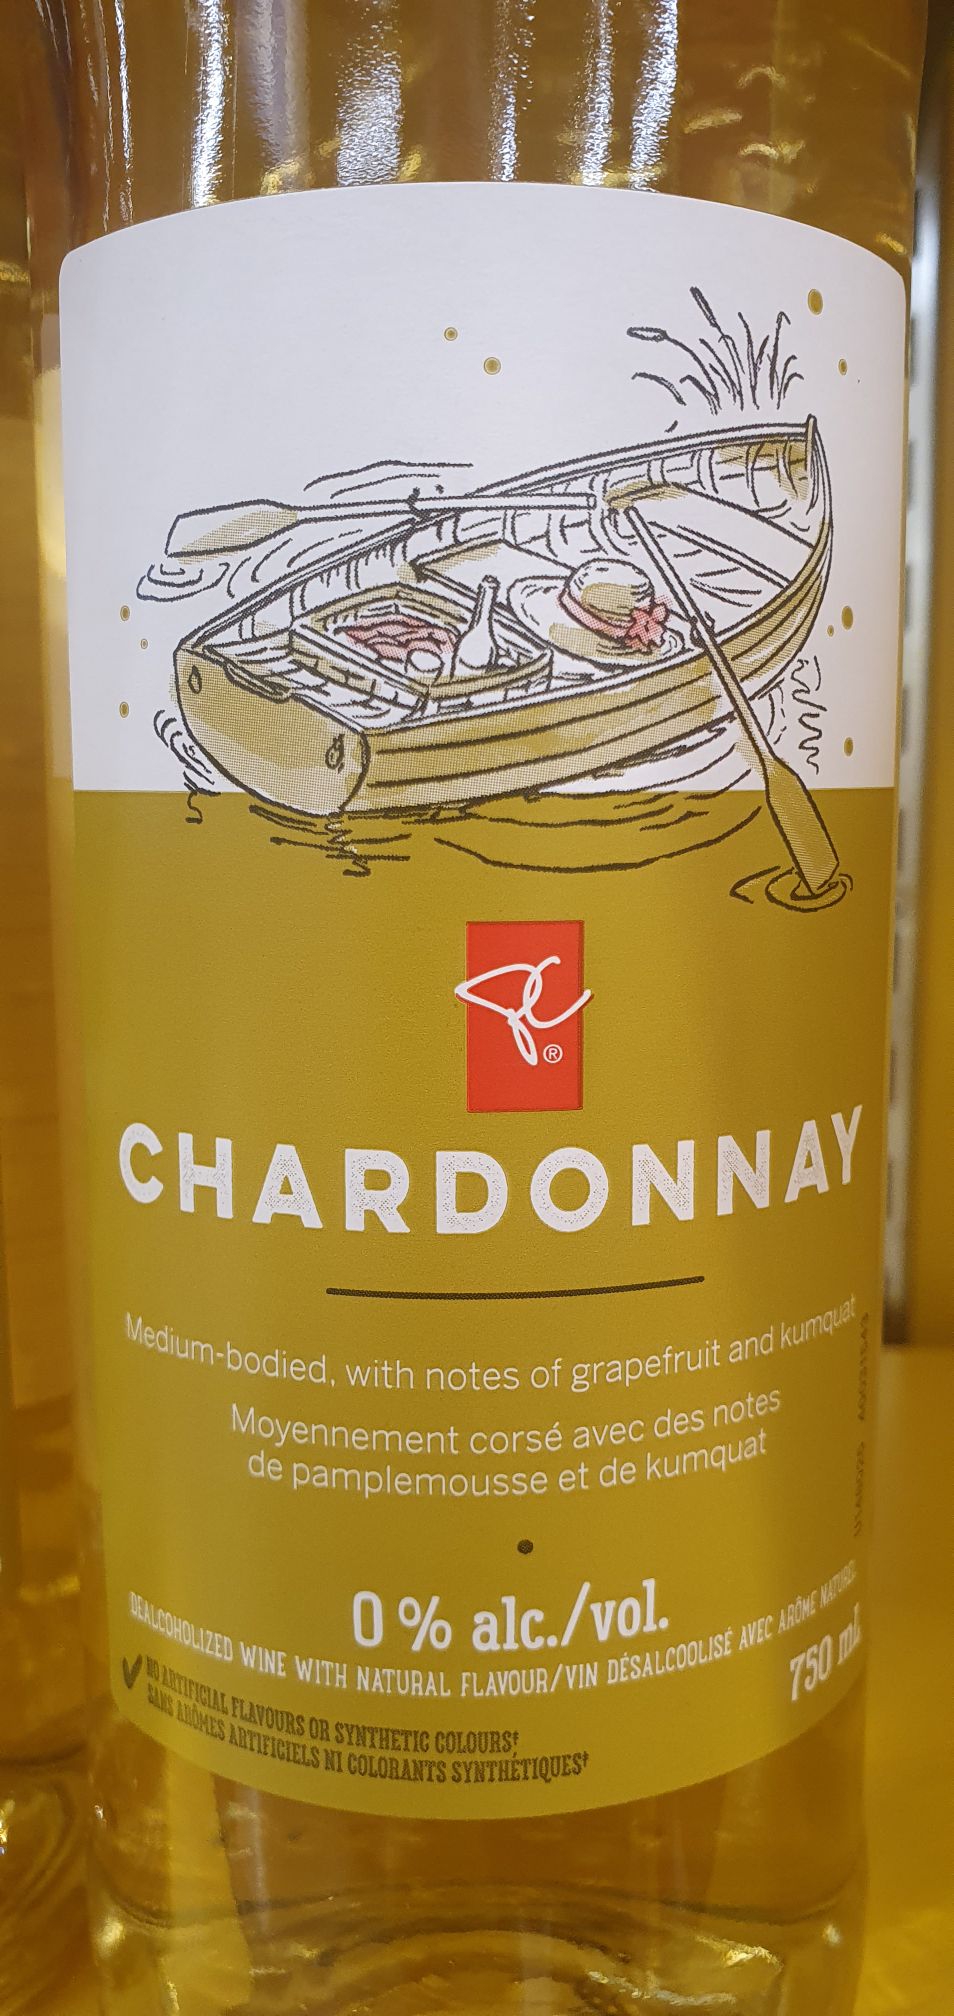 PC®
CHARDONNAY
Medium-bodied, with notes of grapefruit and kumquat
Moyennement corsé avec des notes
de pamplemousse et de kumquat
0 % alc./vol.
DEALCOHOLIZED WINE WITH NATURAL FLAVOUR/VIN DÉSALCOOLISÉ AVEC ARÔME NATUREL
750 mL
NO ARTIFICIAL FLAVOURS OR SYNTHETIC COLOURS†
SANS ARÔMES ARTIFICIELS NI COLORANTS SYNTHÉTIQUES†